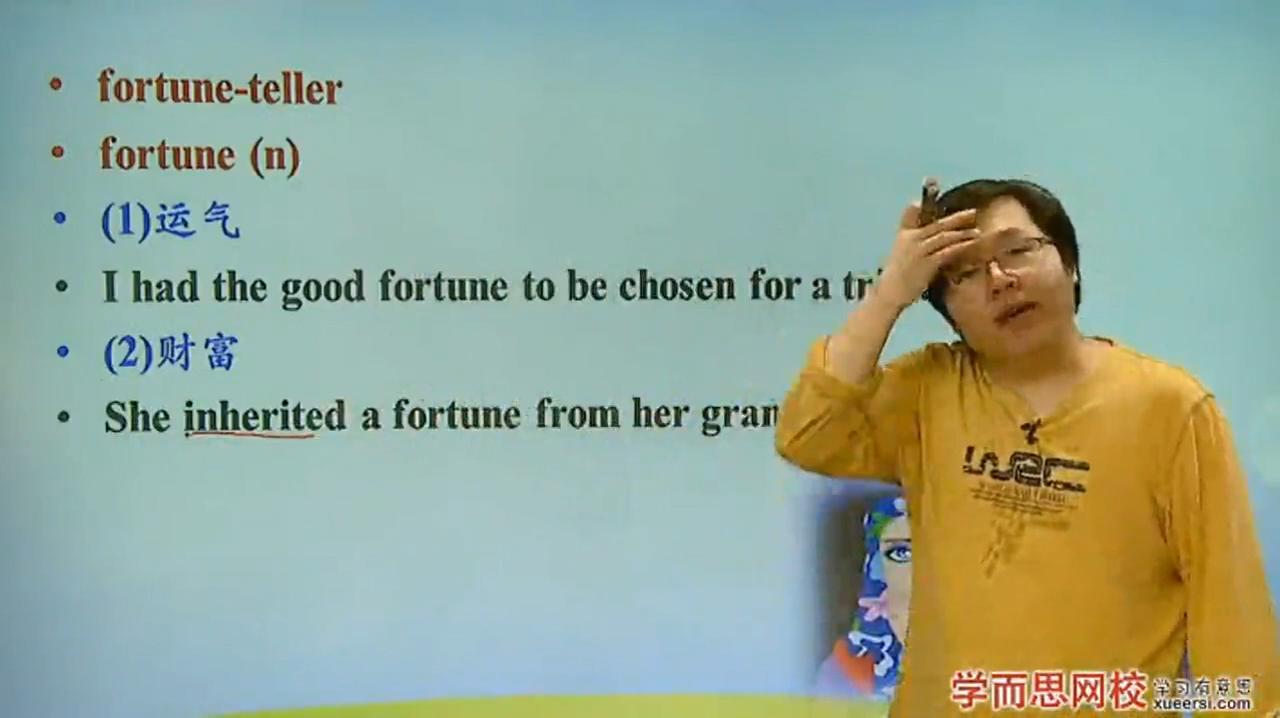 fortune-teller
fortune (n)
(1)运气
I had the good fortune to be chosen for a
(2)财富
She inherited a fortune from her
WRC
学而思网校 学习有意思
xueersi.com